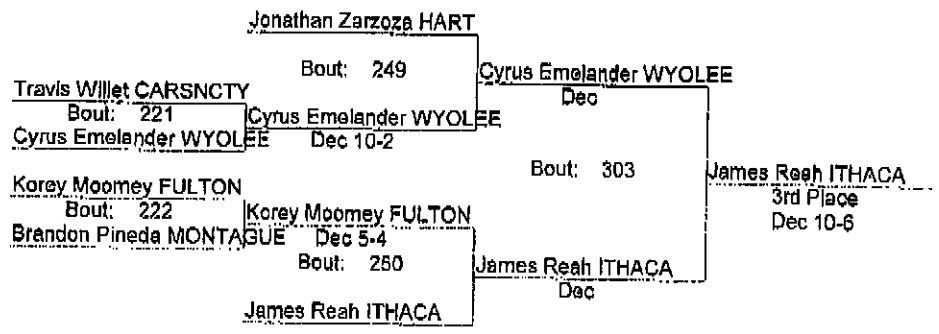 Jonathan Zarzoza HART
Bout: 249
Cyrus Emelander WYOLEE
Dec
Travis Willet CARSNCTY
Bout: 221
Cyrus Emelander WYOLEE
Cyrus Emelander WYOLEE
Dec 10-2
Bout: 303
James Reah ITHACA
3rd Place
Dec 10-6
Korey Moomey FULTON
Bout: 222
Brandon Pineda MONTAGUE
Korey Moomey FULTON
Dec 5-4
Bout: 250
James Reah ITHACA
Dec
James Reah ITHACA